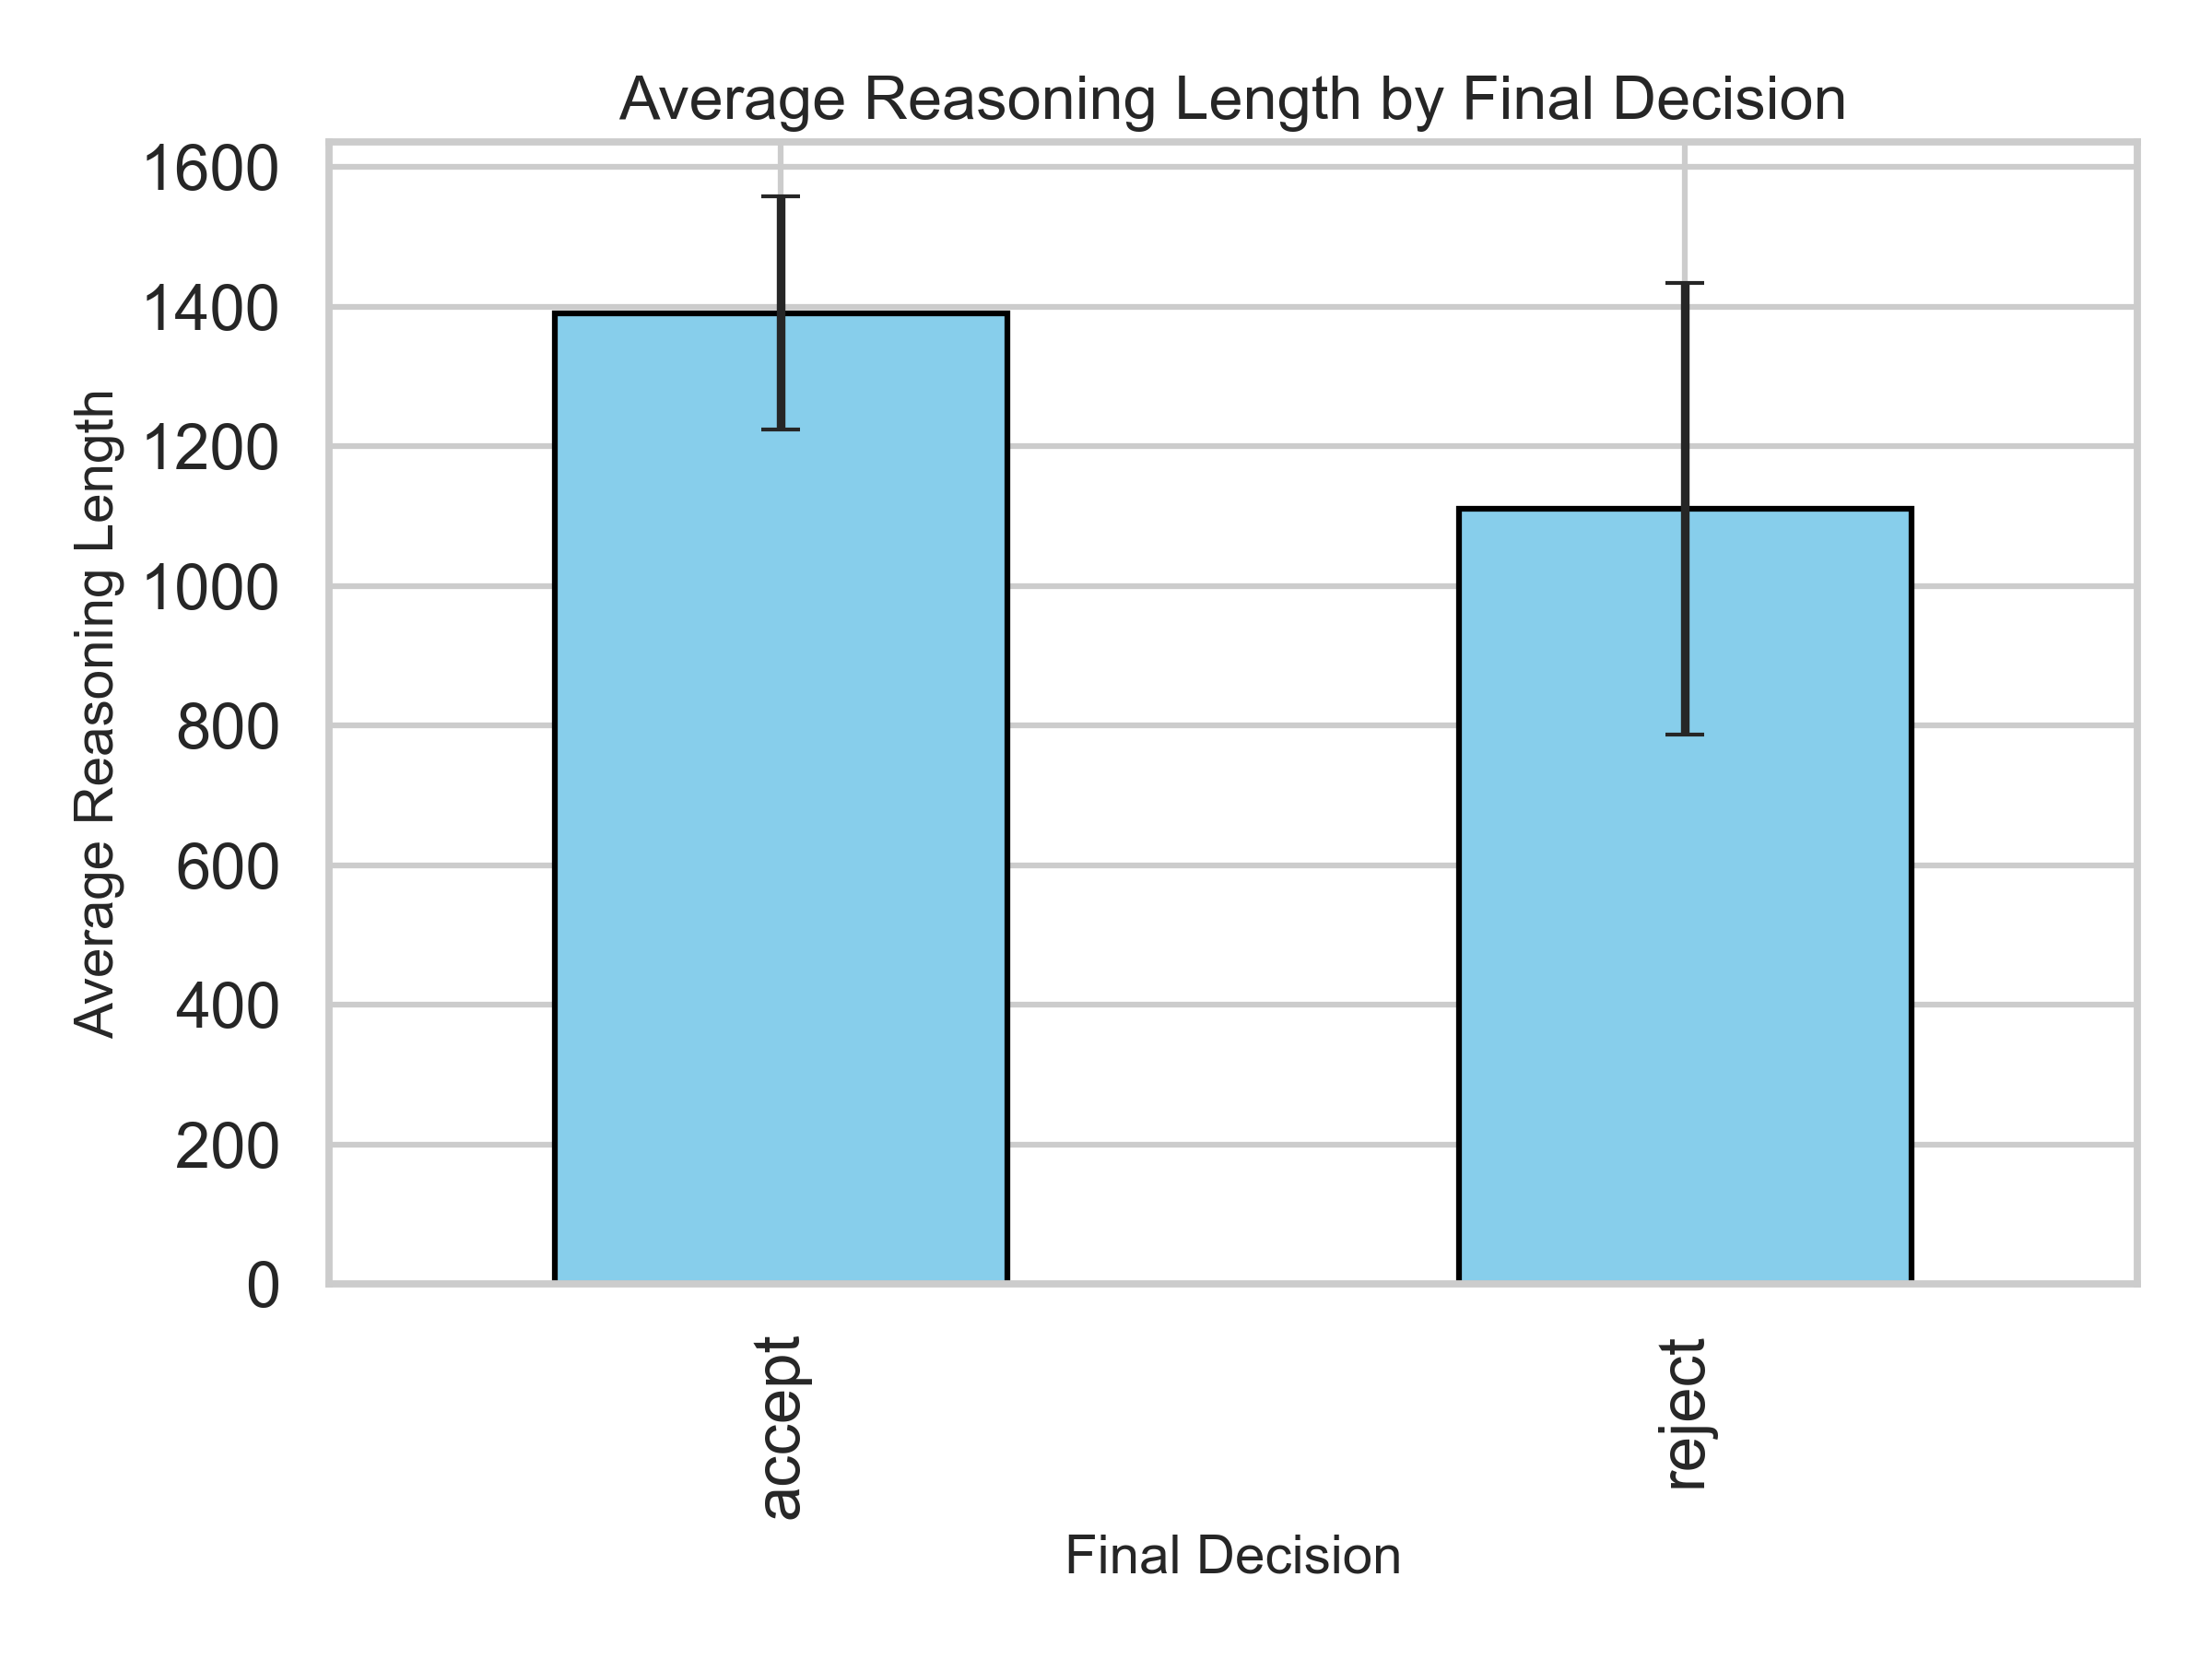 Average Reasoning Length by Final Decision
1600
1400
1200
1000
800
600
400
200
0
Average Reasoning Length
accept
reject
Final Decision